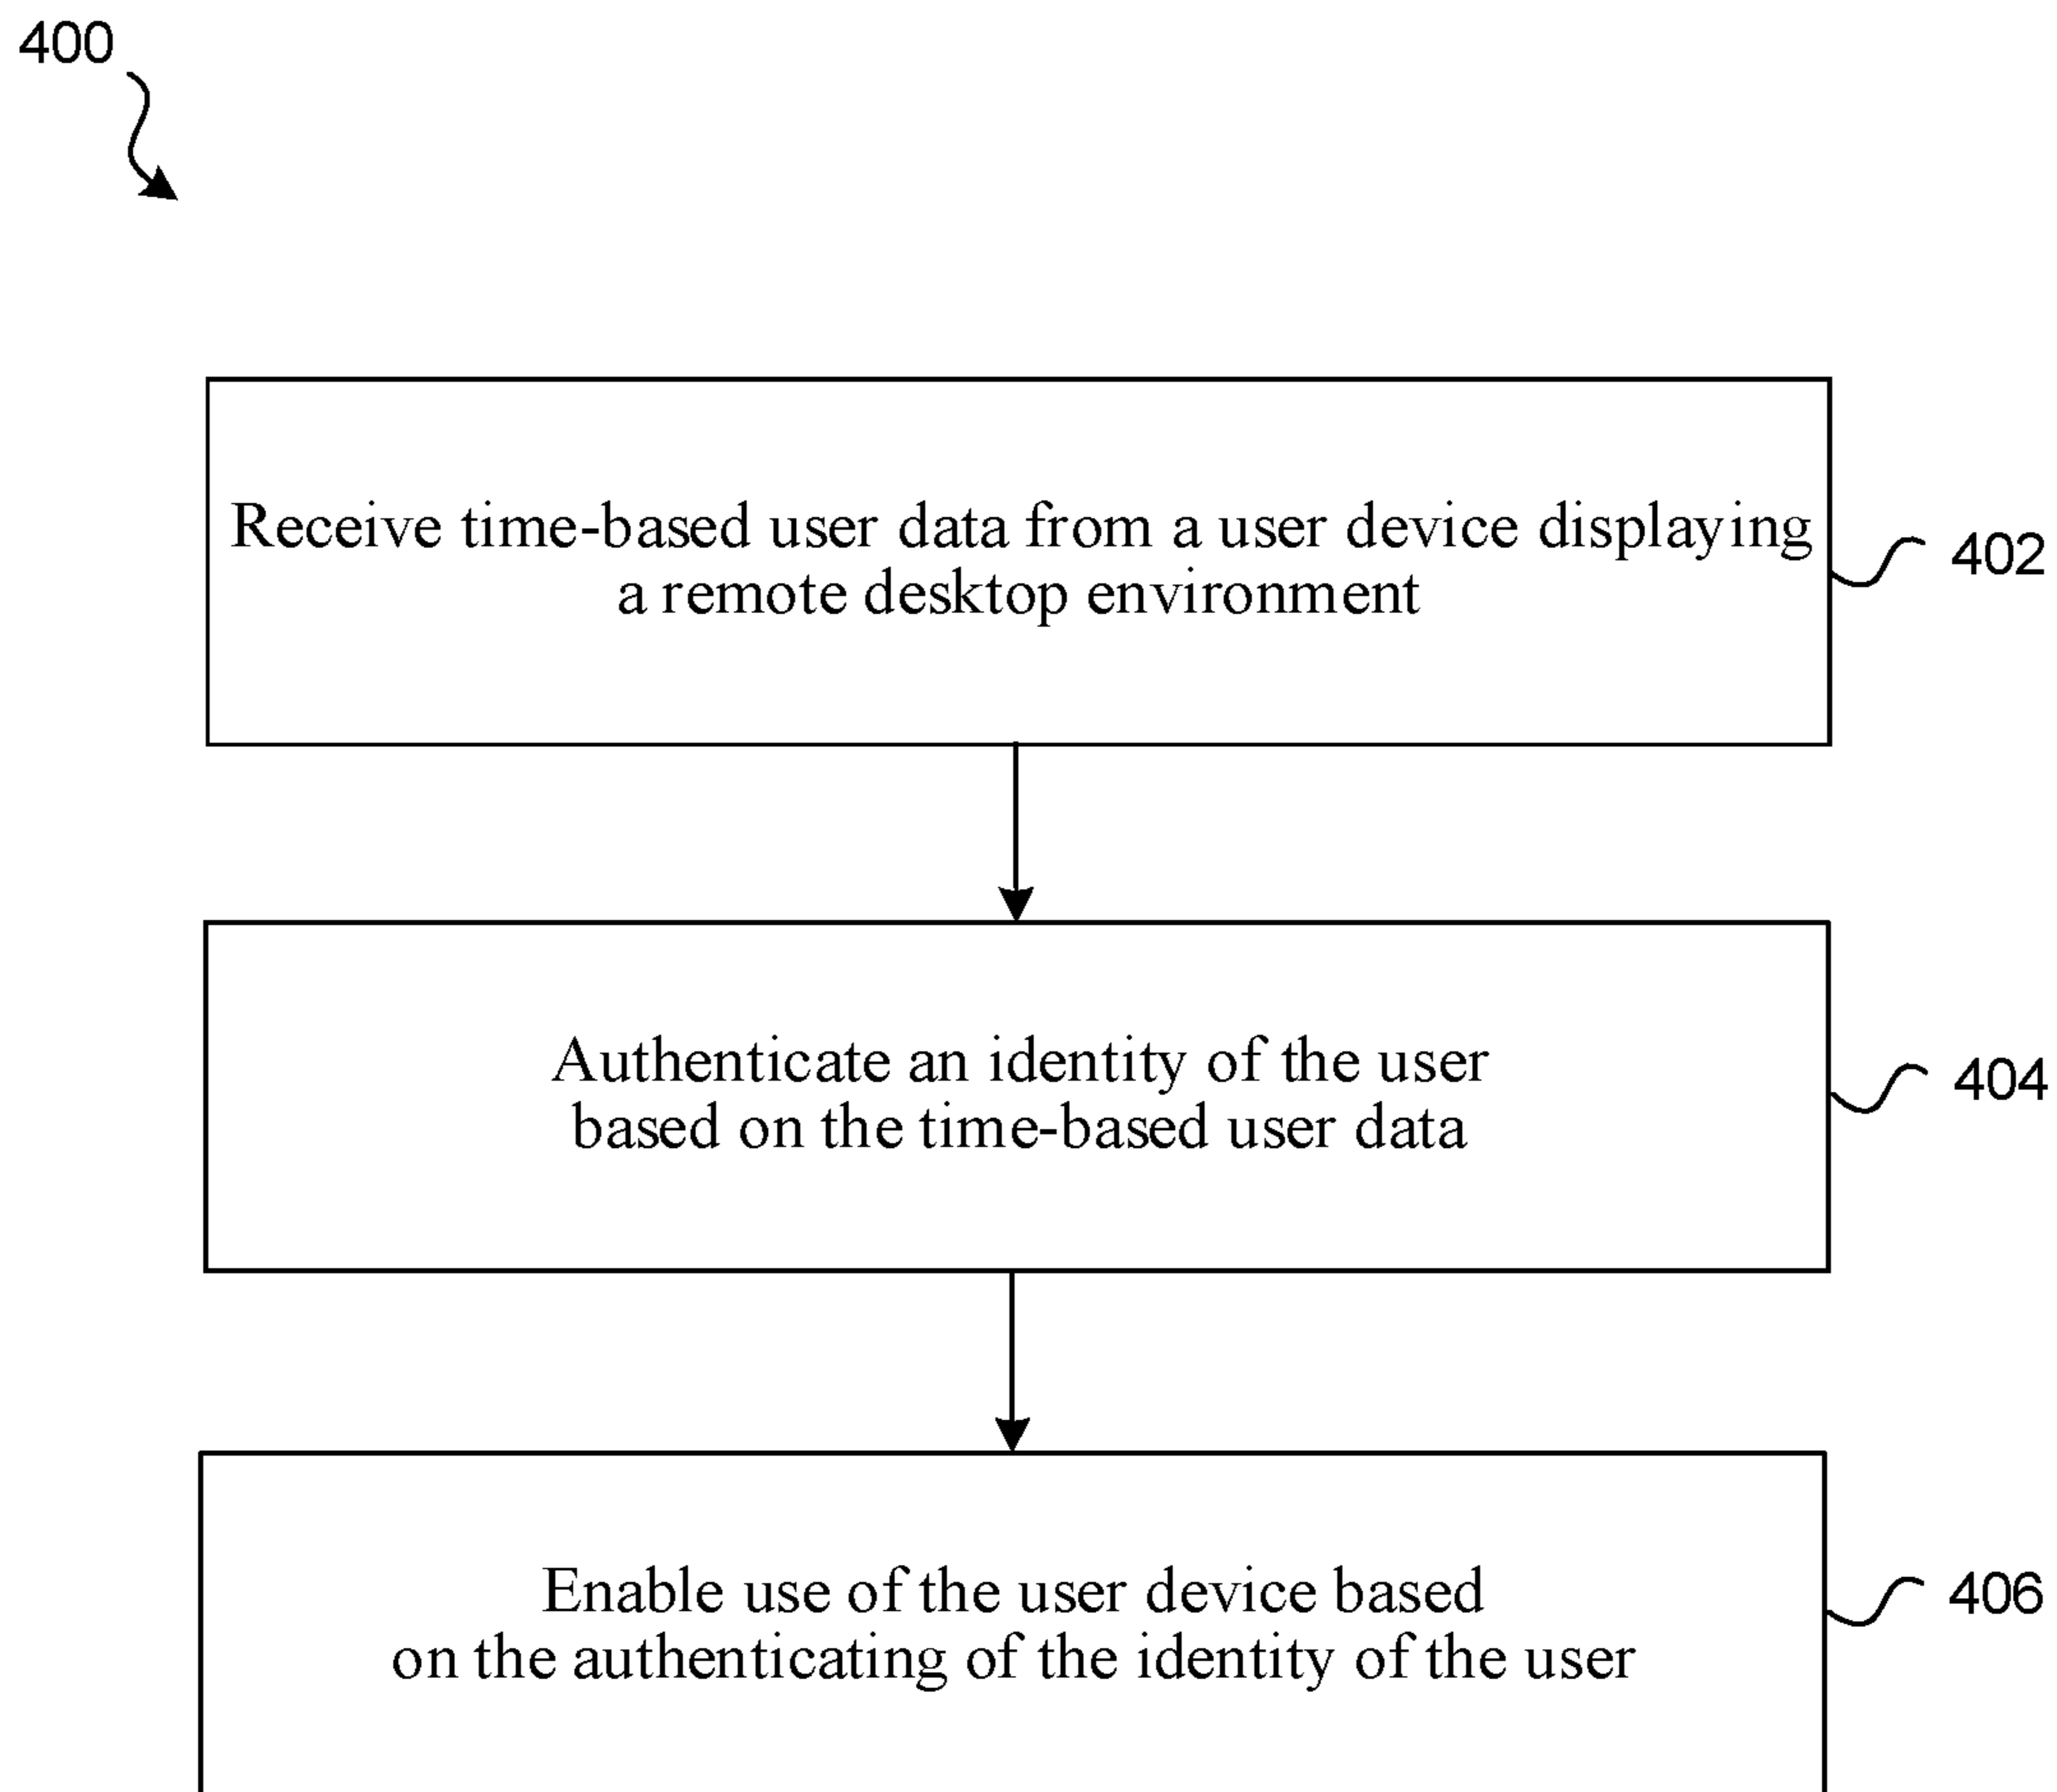 400
Receive time-based user data from a user device displaying
a remote desktop environment
402
Authenticate an identity of the user
based on the time-based user data
404
Enable use of the user device based
on the authenticating of the identity of the user
406